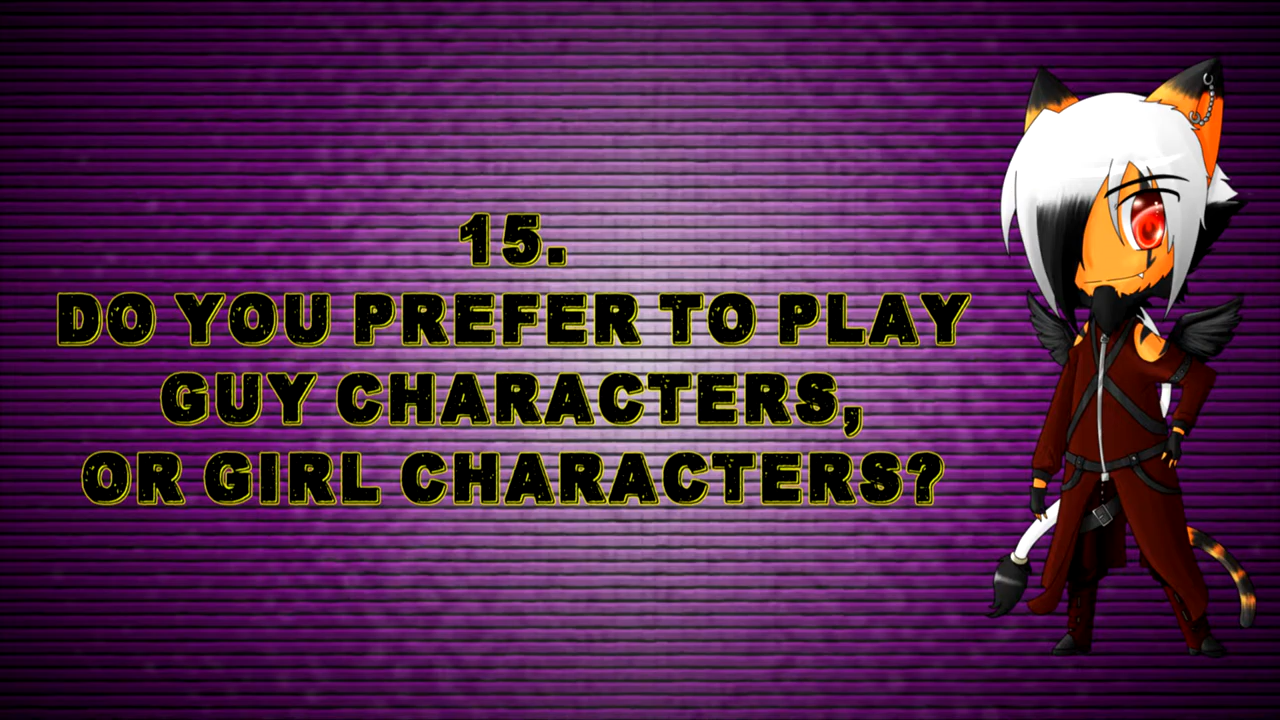 15.
DO YOU PREFER TO PLAY
GUY CHARACTERS,
OR GIRL CHARACTERS?